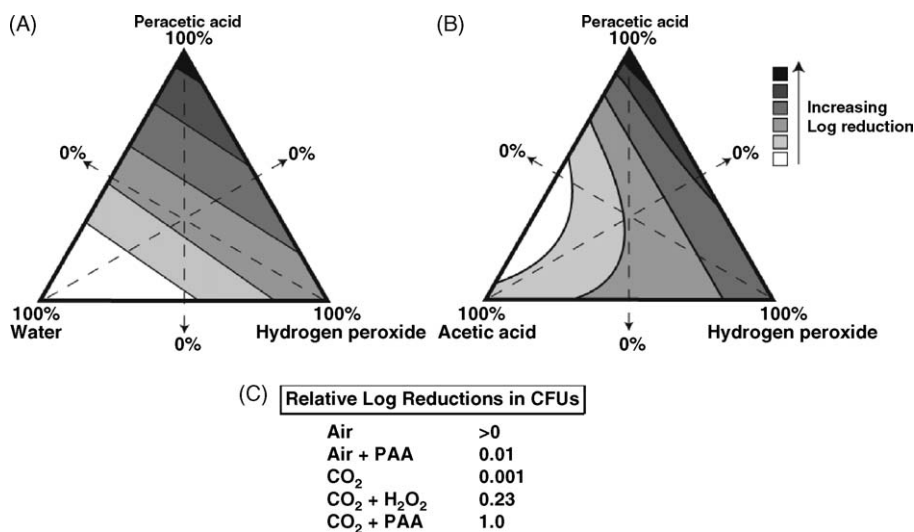 (A)
Peracetic acid
100%
0%
0%
100%
Water
0%
100%
Hydrogen peroxide
(B)
Peracetic acid
100%
Increasing
Log reduction
0%
0%
100%
Acetic acid
0%
100%
Hydrogen peroxide
(C) Relative Log Reductions in CFUs
Air >0
Air + PAA 0.01
CO₂ 0.001
CO₂ + H₂O₂ 0.23
CO₂ + PAA 1.0